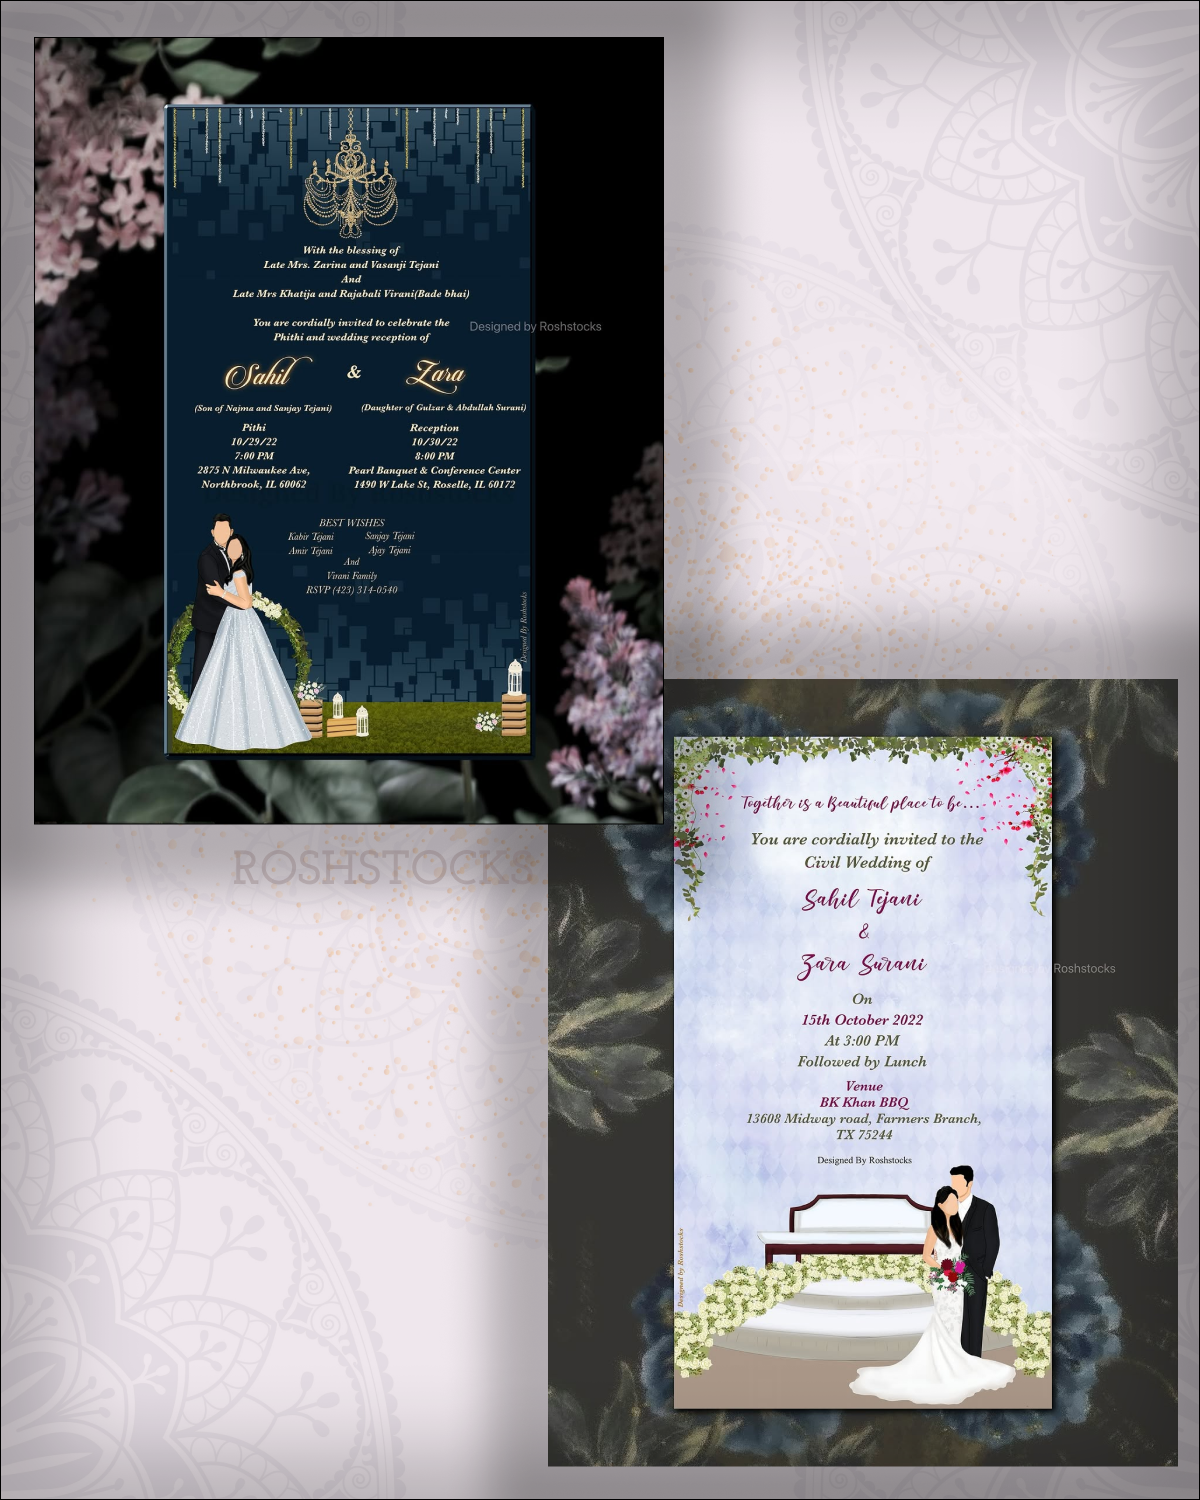 With the blessing of
Late Mrs. Zarina and Vasanji Tejani
And
Late Mrs Khatija and Rajabali Virani(Bade bhai)
You are cordially invited to celebrate the
Phithi and wedding reception of
Designed by Roshstocks
Sahil & Zara
(Son of Najma and Sanjay Tejani)
(Daughter of Gulzar & Abdullah Surani)
Pithi
10/29/22
7:00 PM
2875 N Milwaukee Ave,
Northbrook, IL 60062
Reception
10/30/22
8:00 PM
Pearl Banquet & Conference Center
1490 W Lake St, Roselle, IL 60172
BEST WISHES
Kabir Tejani Sanjay Tejani
Amir Tejani Ajay Tejani
And
Virani Family
RSVP (423) 314-0540
Designed By Roshstocks
ROSHSTOCKS
Together is a Beautiful place to be...
You are cordially invited to the
Civil Wedding of
Sahil Tejani
&
Zara Surani
Roshstocks
On
15th October 2022
At 3:00 PM
Followed by Lunch
Venue
BK Khan BBQ
13608 Midway road, Farmers Branch,
TX 75244
Designed By Roshstocks
Designed by Roshstocks